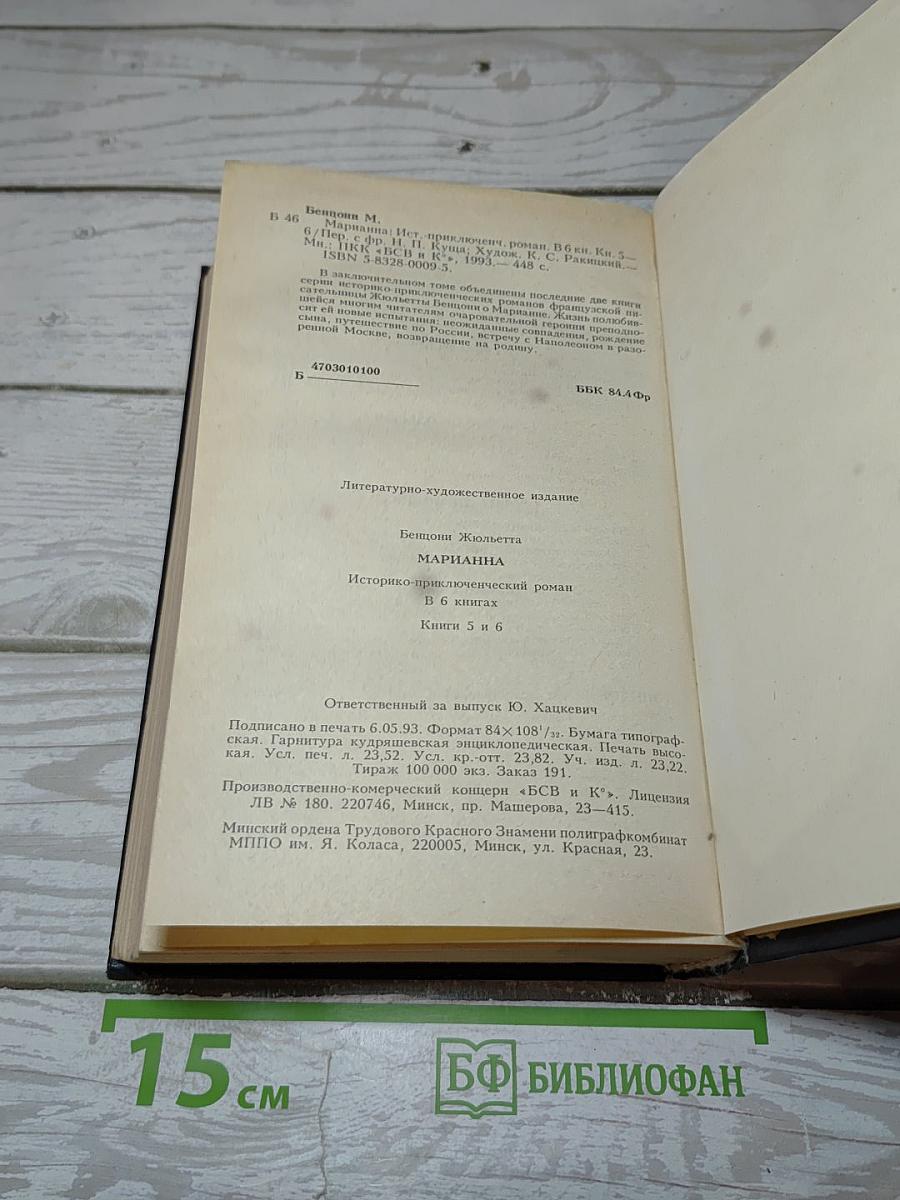 Бенцони М.
Б 46 Марианна: Ист.-приключенч. роман. В 6 кн. Кн. 5—
6/Пер. с фр. Н. П. Куща; Худож. К. С. Ракицкий.—
Мн.: ПКК «БСВ и К°», 1993.— 448 с.
ISBN 5-8328-0009-5.
В заключительном томе объединены последние две книги
серии историко-приключенческих романов французской пи-
сательницы Жюльетты Бенцони о Марианне. Жизнь полюбив-
шейся многим читателям очаровательной героини преподно-
сит ей новые испытания: неожиданные совпадения, рождение
сына, путешествие по России, встречу с Наполеоном в разо-
ренной Москве, возвращение на родину.
Б 4703010100
ББК 84.4Фр
Литературно-художественное издание
Бенцони Жюльетта
МАРИАННА
Историко-приключенческий роман
В 6 книгах
Книги 5 и 6
Ответственный за выпуск Ю. Хацкевич
Подписано в печать 6.05.93. Формат 84×108¹/₃₂. Бумага типограф-
ская. Гарнитура кудряшевская энциклопедическая. Печать высо-
кая. Усл. печ. л. 23,52. Усл. кр.-отт. 23,82. Уч. изд. л. 23,22.
Тираж 100 000 экз. Заказ 191.
Производственно-комерческий концерн «БСВ и К°». Лицензия
ЛВ № 180. 220746, Минск, пр. Машерова, 23—415.
Минский ордена Трудового Красного Знамени полиграфкомбинат
МППО им. Я. Коласа, 220005, Минск, ул. Красная, 23.
15 см
БФ БИБЛИОФАН